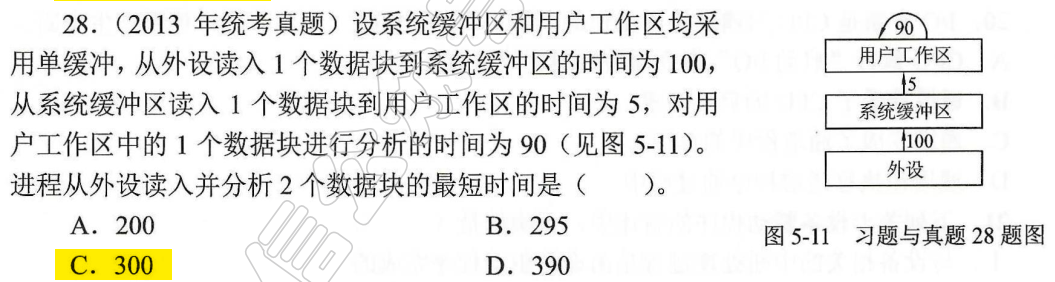 28．（2013 年统考真题）设系统缓冲区和用户工作区均采
用单缓冲，从外设读入 1 个数据块到系统缓冲区的时间为 100，
从系统缓冲区读入 1 个数据块到用户工作区的时间为 5，对用
户工作区中的 1 个数据块进行分析的时间为 90（见图 5-11）。
进程从外设读入并分析 2 个数据块的最短时间是（　　）。
A．200
B．295
C．300
D．390
90
用户工作区
5
系统缓冲区
100
外设
图 5-11　习题与真题 28 题图